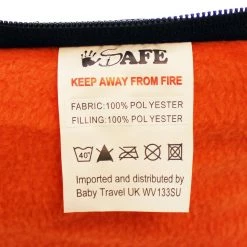 SAFE
KEEP AWAY FROM FIRE
FABRIC:100% POLYESTER
FILLING:100% POLYESTER
40°
Imported and distributed by
Baby Travel UK WV133SU